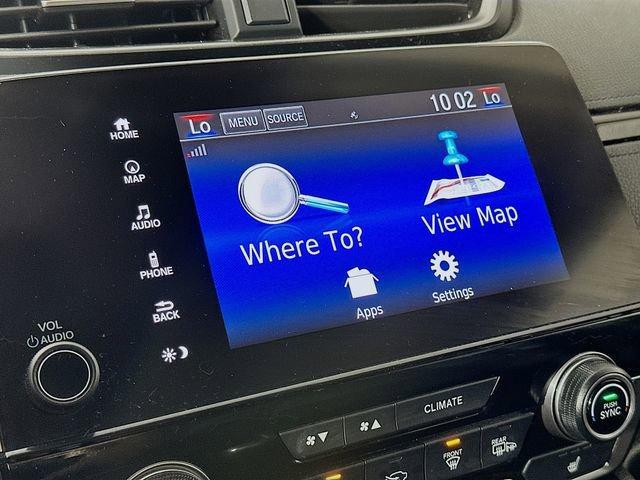 Lo MENU SOURCE 10 02 Lo
HOME
MAP
AUDIO
PHONE
BACK
Where To?
View Map
Apps
Settings
VOL
AUDIO
CLIMATE
PUSH
SYNC
FRONT
REAR